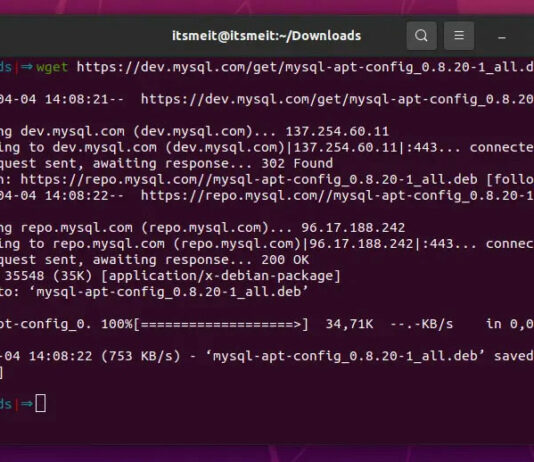 itsmeit@itsmeit:~/Downloads
ds|⇒wget https://dev.mysql.com/get/mysql-apt-config_0.8.20-1_all.d
04-04 14:08:21-- https://dev.mysql.com/get/mysql-apt-config_0.8.20
ng dev.mysql.com (dev.mysql.com)... 137.254.60.11
ing to dev.mysql.com (dev.mysql.com)|137.254.60.11|:443... connecte
quest sent, awaiting response... 302 Found
n: https://repo.mysql.com//mysql-apt-config_0.8.20-1_all.deb [follo
-04 14:08:22-- https://repo.mysql.com//mysql-apt-config_0.8.20-1
ng repo.mysql.com (repo.mysql.com)... 96.17.188.242
ing to repo.mysql.com (repo.mysql.com)|96.17.188.242|:443... connec
quest sent, awaiting response... 200 OK
35548 (35K) [application/x-debian-package]
to: ‘mysql-apt-config_0.8.20-1_all.deb’
pt-config_0. 100%[===================>] 34,71K --.-KB/s in 0,0
-04 14:08:22 (753 KB/s) - ‘mysql-apt-config_0.8.20-1_all.deb’ saved
]
ds|⇒